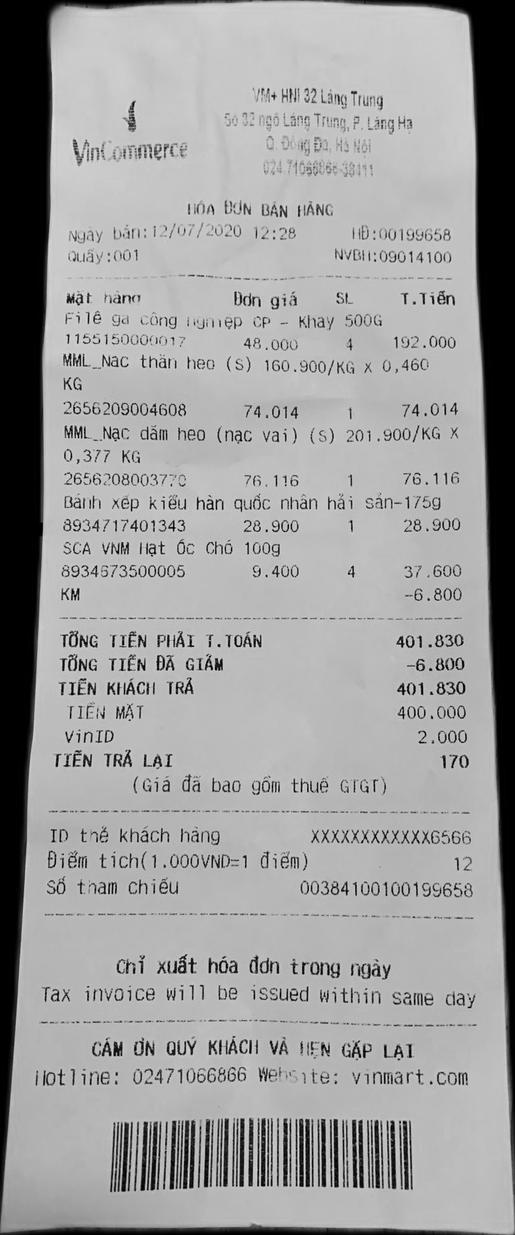 VinCommerce
VM+ HNI 32 Láng Trung
Số 32 ngõ Láng Trung, P. Láng Hạ
Q. Đống Đa, Hà Nội
024.71066866-38411
HÓA ĐƠN BÁN HÀNG
Ngày bán:12/07/2020 12:28 HĐ:00199658
Quầy:001 NVBH:09014100
Mặt hàng Đơn giá SL T.Tiền
Filê gà công nghiệp CP - Khay 500G
1155150000017 48.000 4 192.000
MML_Nạc thăn heo (S) 160.900/KG X 0,460
KG
2656209004608 74.014 1 74.014
MML_Nạc dăm heo (nạc vai) (S) 201.900/KG X
0,377 KG
2656208003770 76.116 1 76.116
Bánh xếp kiểu hàn quốc nhân hải sản-175g
8934717401343 28.900 1 28.900
SCA VNM Hạt Óc Chó 100g
8934673500005 9.400 4 37.600
KM -6.800
TỔNG TIỀN PHẢI T.TOÁN 401.830
TỔNG TIỀN ĐÃ GIẢM -6.800
TIỀN KHÁCH TRẢ 401.830
TIỀN MẶT 400.000
VinID 2.000
TIỀN TRẢ LẠI 170
(Giá đã bao gồm thuế GTGT)
ID thẻ khách hàng XXXXXXXXXXXX6566
Điểm tích(1.000VND=1 điểm) 12
Số tham chiếu 00384100100199658
Chỉ xuất hóa đơn trong ngày
Tax invoice will be issued within same day
CẢM ƠN QUÝ KHÁCH VÀ HẸN GẶP LẠI
Hotline: 02471066866 Website: vinmart.com